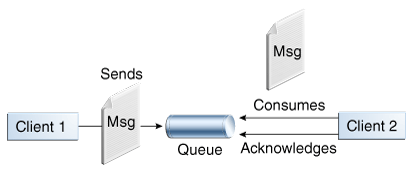 Msg
Sends
Consumes
Client 1
Msg
Client 2
Queue
Acknowledges